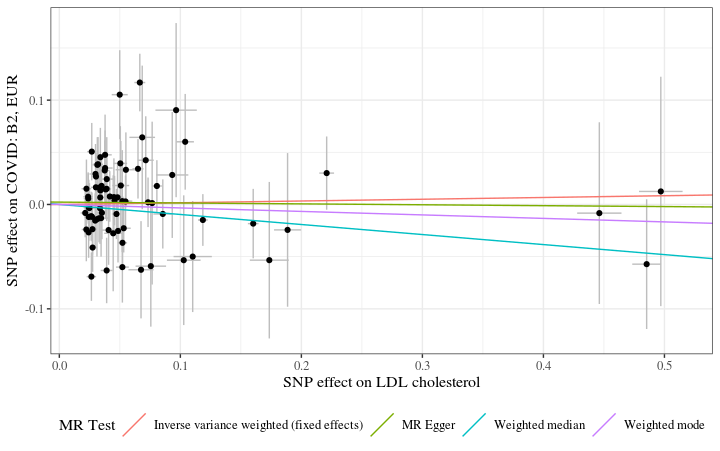 SNP effect on COVID: B2, EUR
0.1
0.0
-0.1
0.0 0.1 0.2 0.3 0.4 0.5
SNP effect on LDL cholesterol
MR Test Inverse variance weighted (fixed effects) MR Egger Weighted median Weighted mode